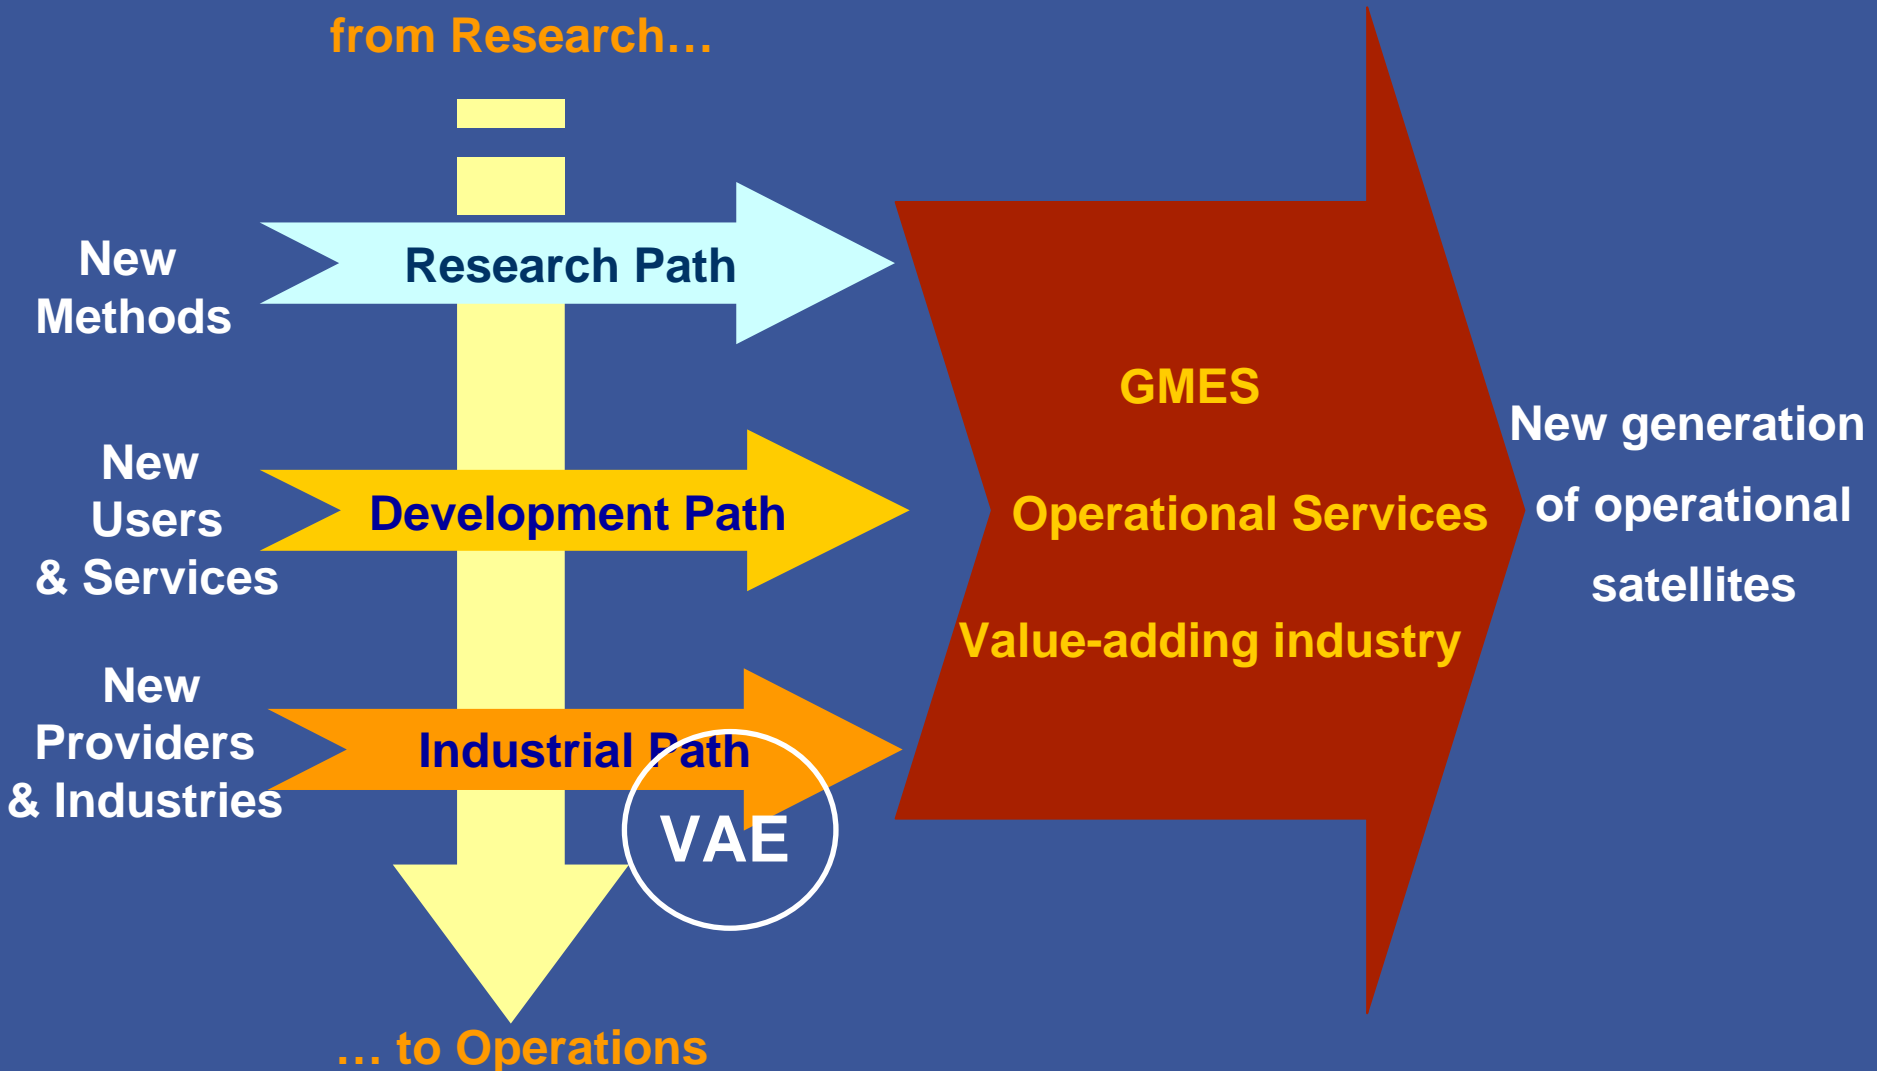 from Research…
New
Methods
Research Path
New
Users
& Services
Development Path
New
Providers
& Industries
Industrial Path
VAE
… to Operations
GMES
Operational Services
Value-adding industry
New generation
of operational
satellites